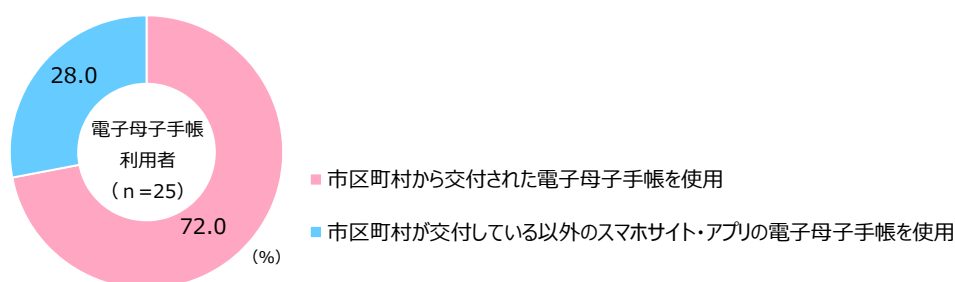 28.0
電子母子手帳
利用者
（ｎ=25）
72.0
(%)
市区町村から交付された電子母子手帳を使用
市区町村が交付している以外のスマホサイト・アプリの電子母子手帳を使用